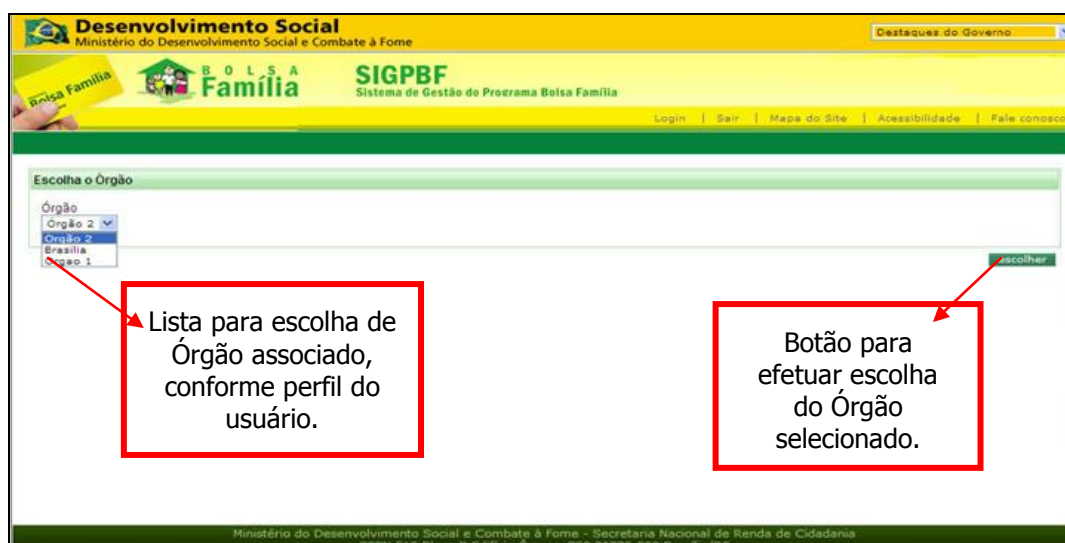 Desenvolvimento Social
Ministério do Desenvolvimento Social e Combate à Fome
Destaques do Governo
Bolsa Família
BOLSA
Família
SIGPBF
Sistema de Gestão do Programa Bolsa Família
Login | Sair | Mapa do Site | Acessibilidade | Fale conosco
Escolha o Órgão
Órgão
Órgão 2
Órgão 2
Brasília
Órgao 1
escolher
Lista para escolha de
Órgão associado,
conforme perfil do
usuário.
Botão para
efetuar escolha
do Órgão
selecionado.
Ministério do Desenvolvimento Social e Combate à Fome - Secretaria Nacional de Renda de Cidadania